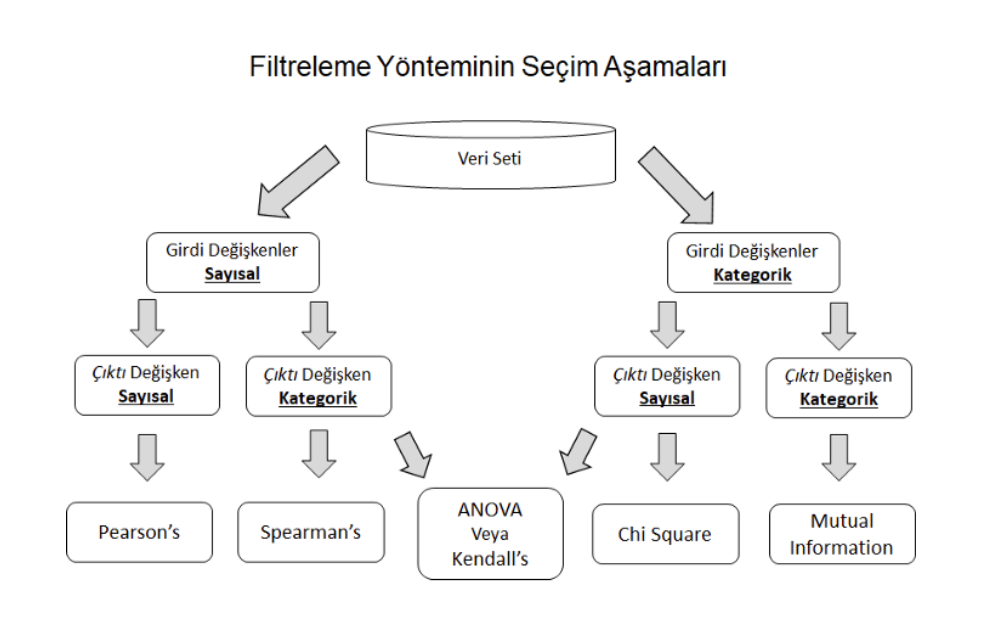 Filtreleme Yönteminin Seçim Aşamaları
Veri Seti
Girdi Değişkenler
Sayısal
Girdi Değişkenler
Kategorik
Çıktı Değişken
Sayısal
Çıktı Değişken
Kategorik
Çıktı Değişken
Sayısal
Çıktı Değişken
Kategorik
Pearson’s
Spearman’s
ANOVA
Veya
Kendall’s
Chi Square
Mutual
Information